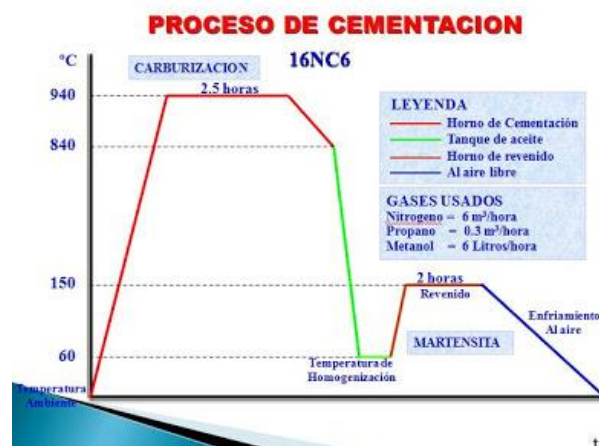 PROCESO DE CEMENTACION
ºC
CARBURIZACION
16NC6
2.5 horas
940
840
LEYENDA
Horno de Cementación
Tanque de aceite
Horno de revenido
Al aire libre
GASES USADOS
Nitrogeno = 6 m³/hora
Propano = 0.3 m³/hora
Metanol = 6 Litros/hora
150
2 horas
Revenido
Enfriamiento
Al aire
MARTENSITA
60
Temperatura de
Homogenización
Temperatura
Ambiente
t